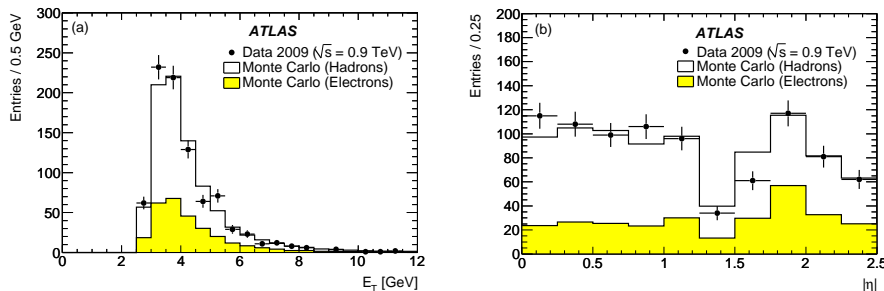 Entries / 0.5 GeV
300
250
200
150
100
50
0
(a)
ATLAS
Data 2009 (√s = 0.9 TeV)
Monte Carlo (Hadrons)
Monte Carlo (Electrons)
0 2 4 6 8 10 12
E_T [GeV]
Entries / 0.25
200
180
160
140
120
100
80
60
40
20
0
(b)
ATLAS
Data 2009 (√s = 0.9 TeV)
Monte Carlo (Hadrons)
Monte Carlo (Electrons)
0 0.5 1 1.5 2 2.5
|η|